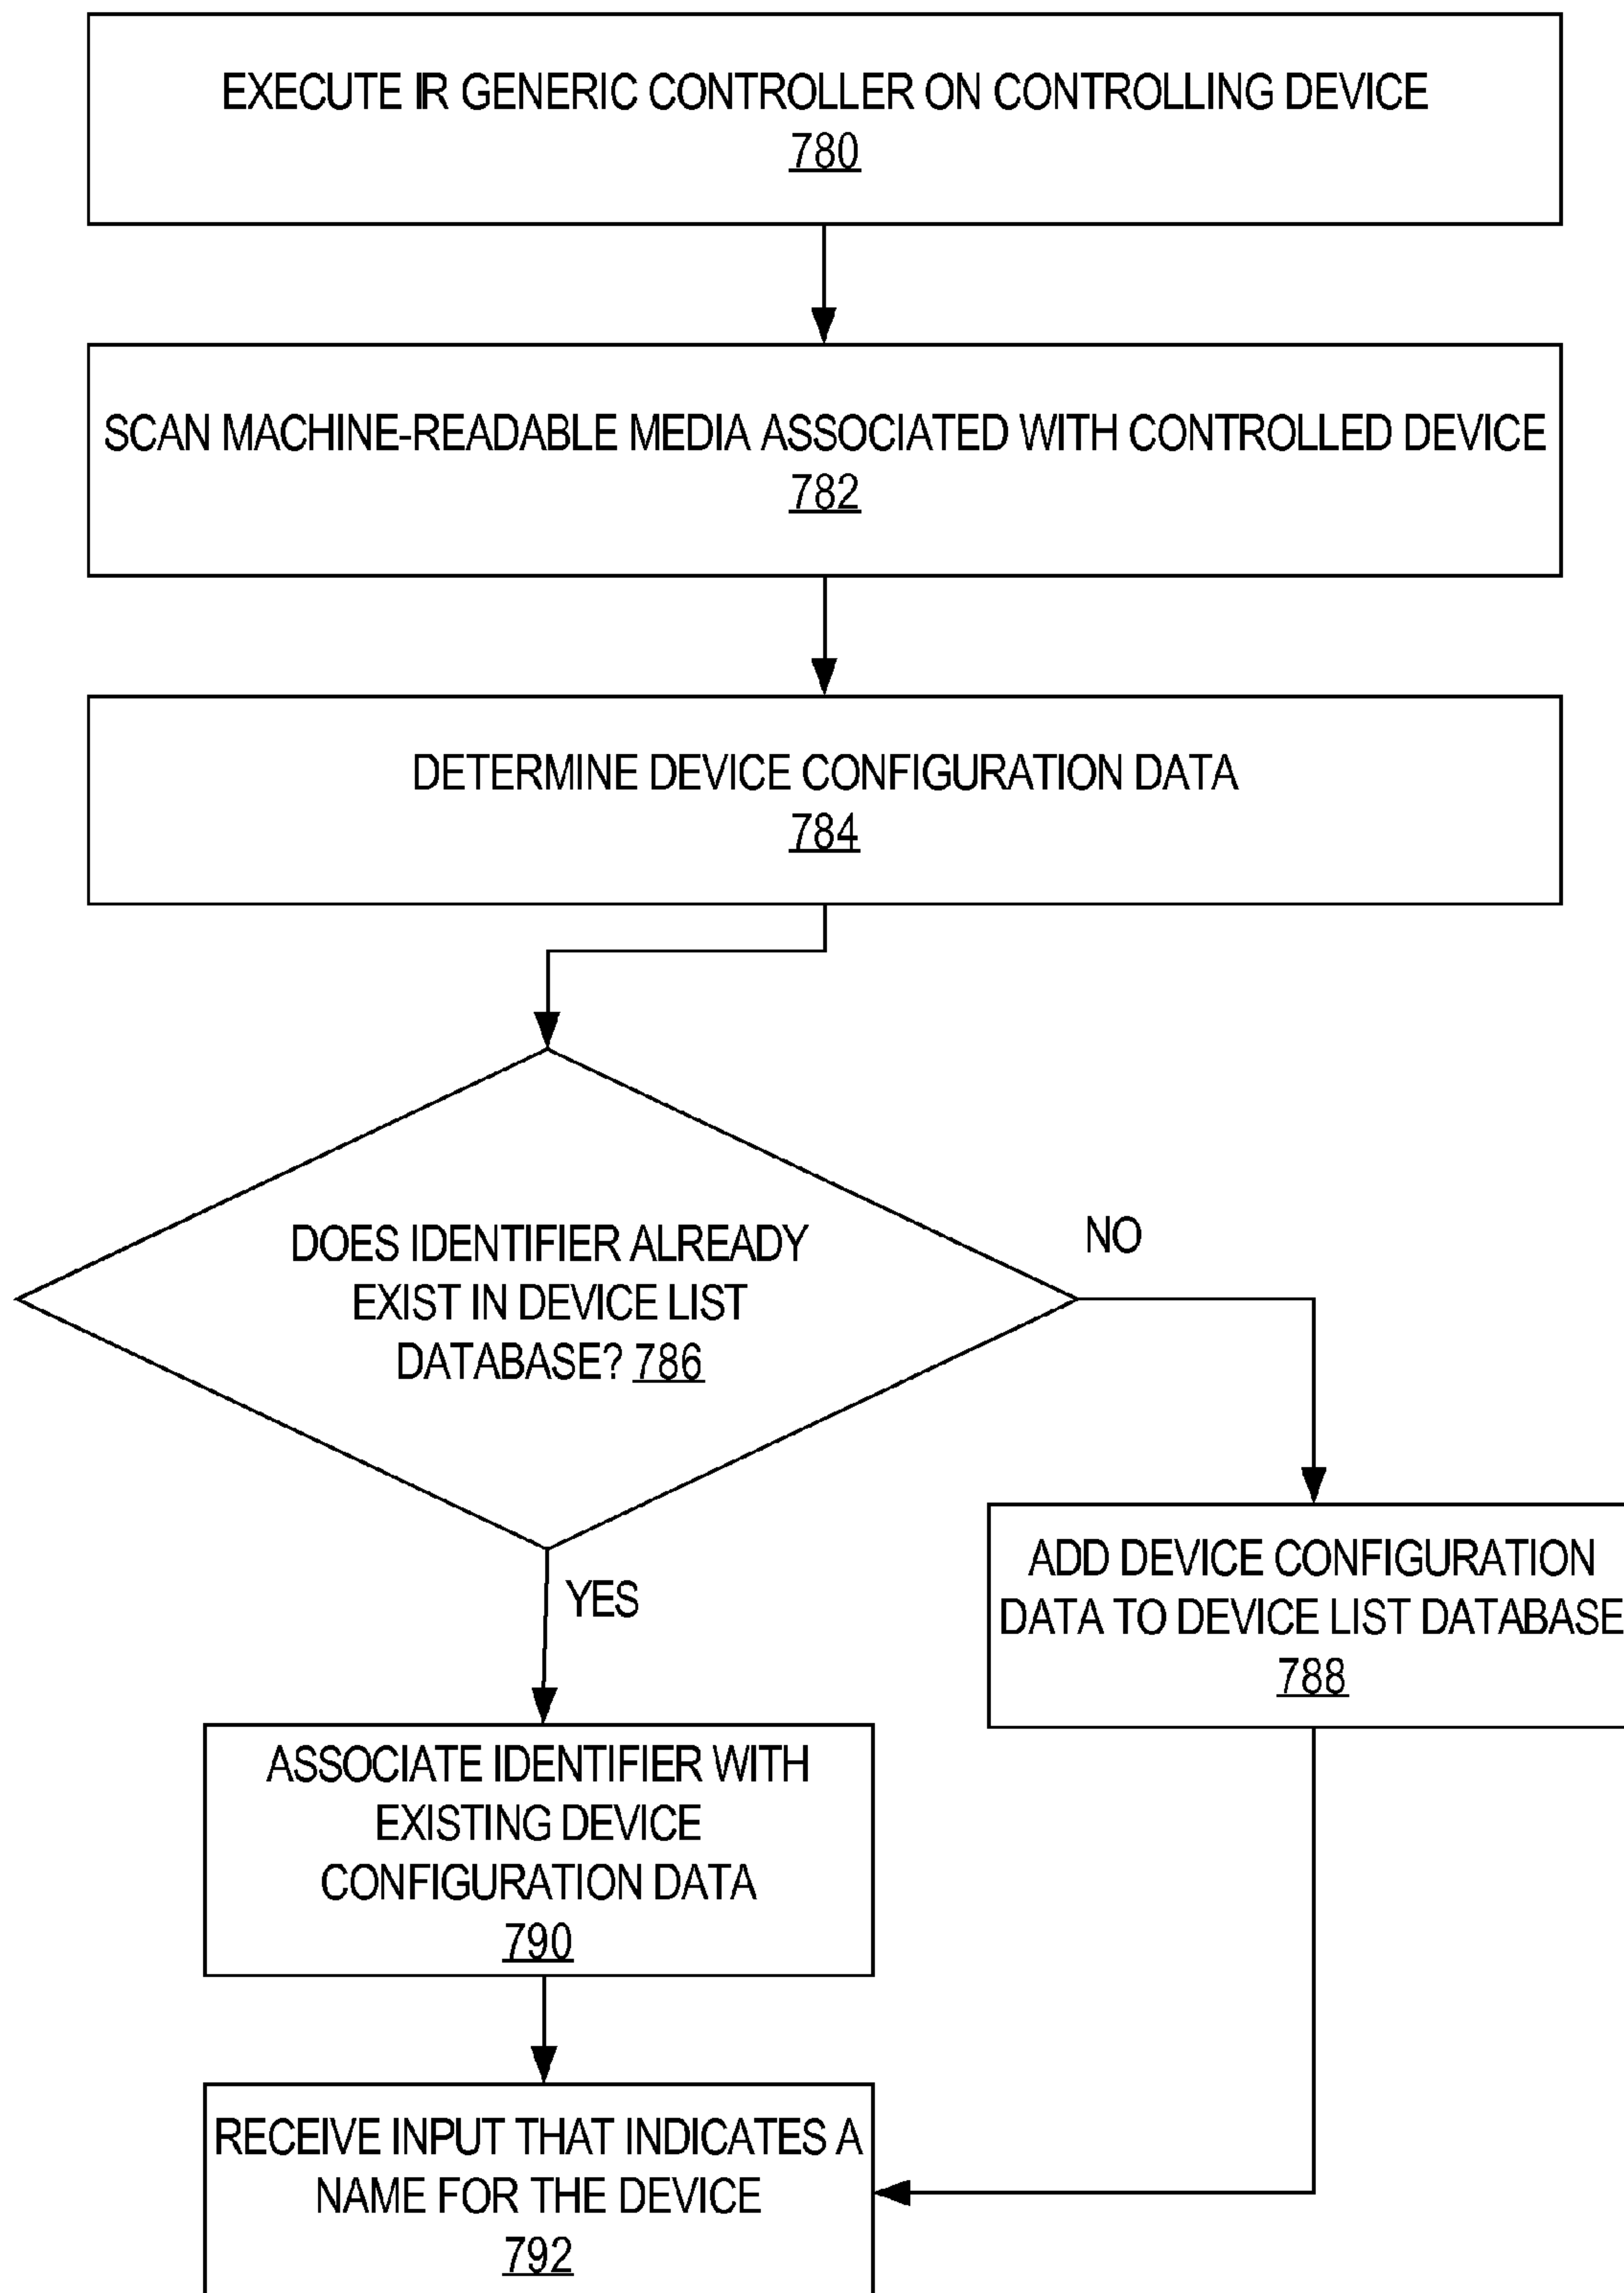 EXECUTE IR GENERIC CONTROLLER ON CONTROLLING DEVICE
780
SCAN MACHINE-READABLE MEDIA ASSOCIATED WITH CONTROLLED DEVICE
782
DETERMINE DEVICE CONFIGURATION DATA
784
DOES IDENTIFIER ALREADY
EXIST IN DEVICE LIST
DATABASE? 786
NO
YES
ADD DEVICE CONFIGURATION
DATA TO DEVICE LIST DATABASE
788
ASSOCIATE IDENTIFIER WITH
EXISTING DEVICE
CONFIGURATION DATA
790
RECEIVE INPUT THAT INDICATES A
NAME FOR THE DEVICE
792